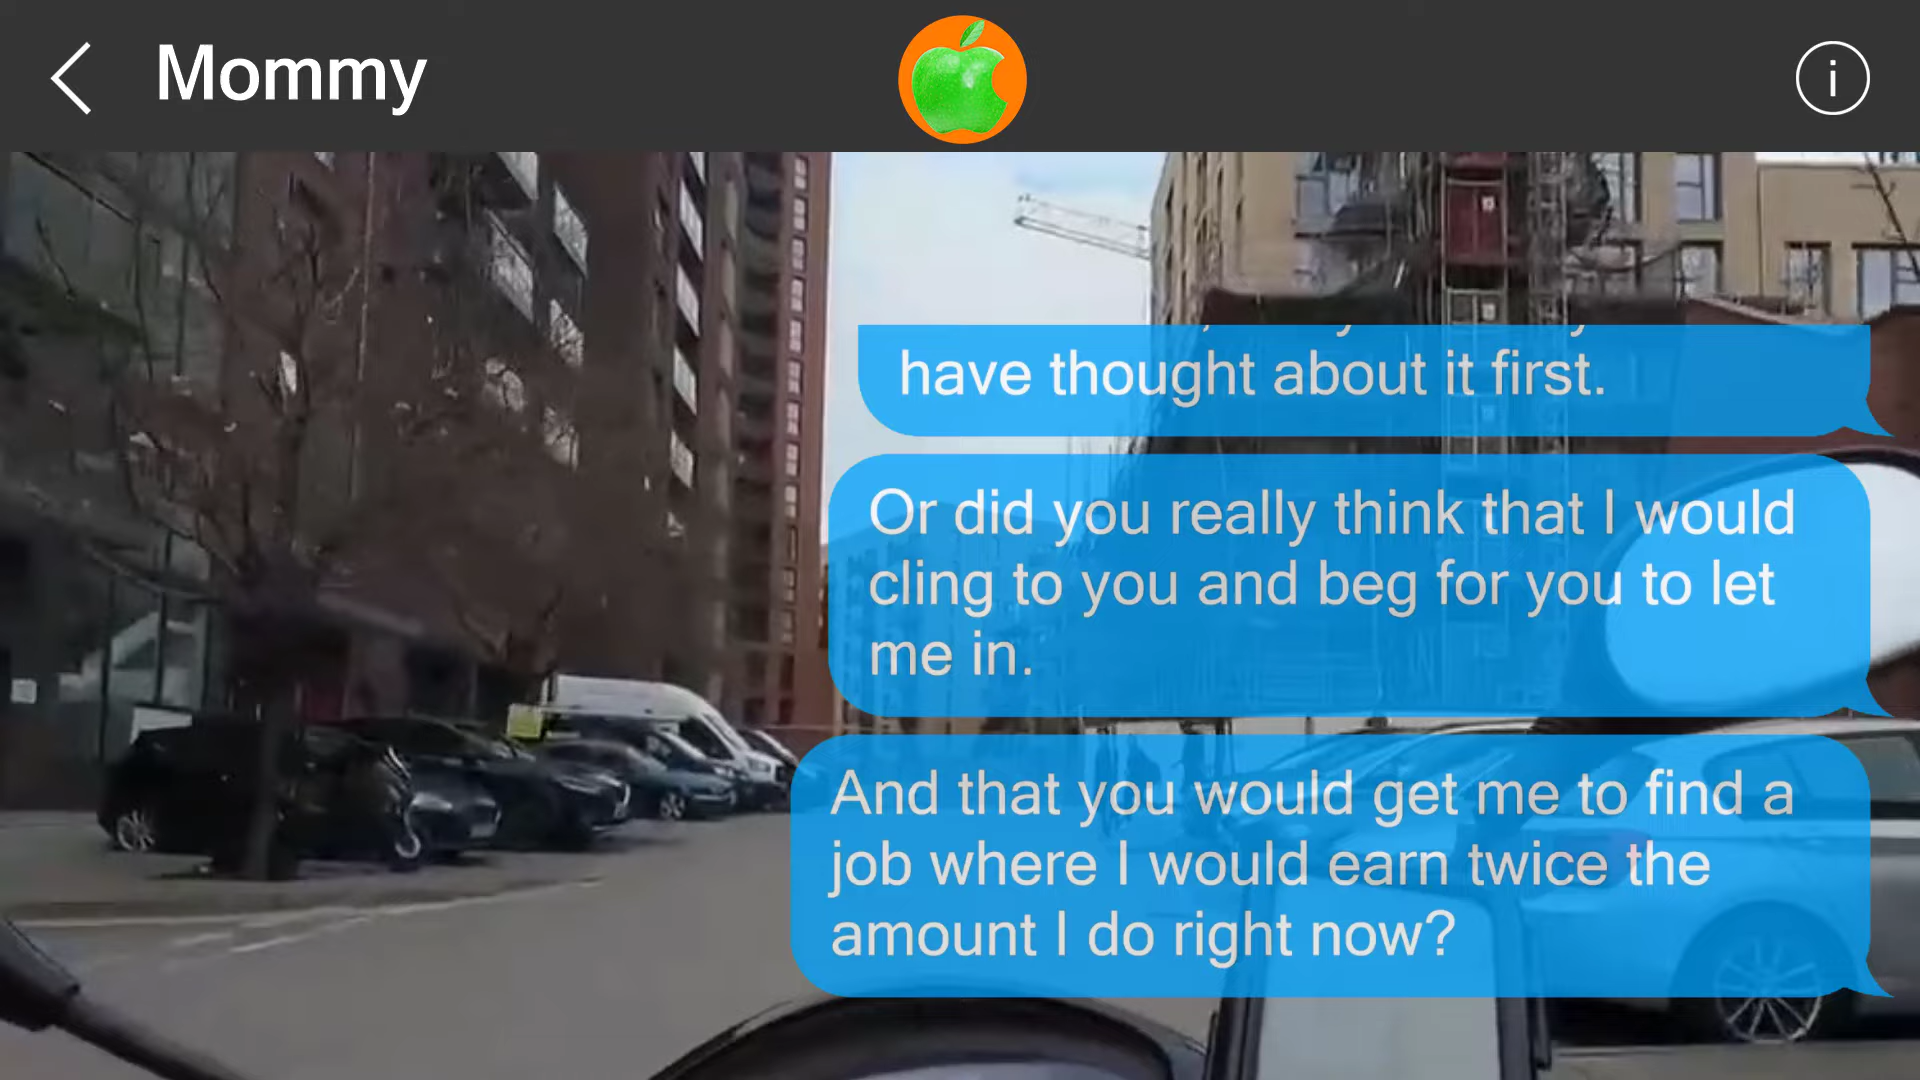 Mommy
have thought about it first.
Or did you really think that I would
cling to you and beg for you to let
me in.
And that you would get me to find a
job where I would earn twice the
amount I do right now?